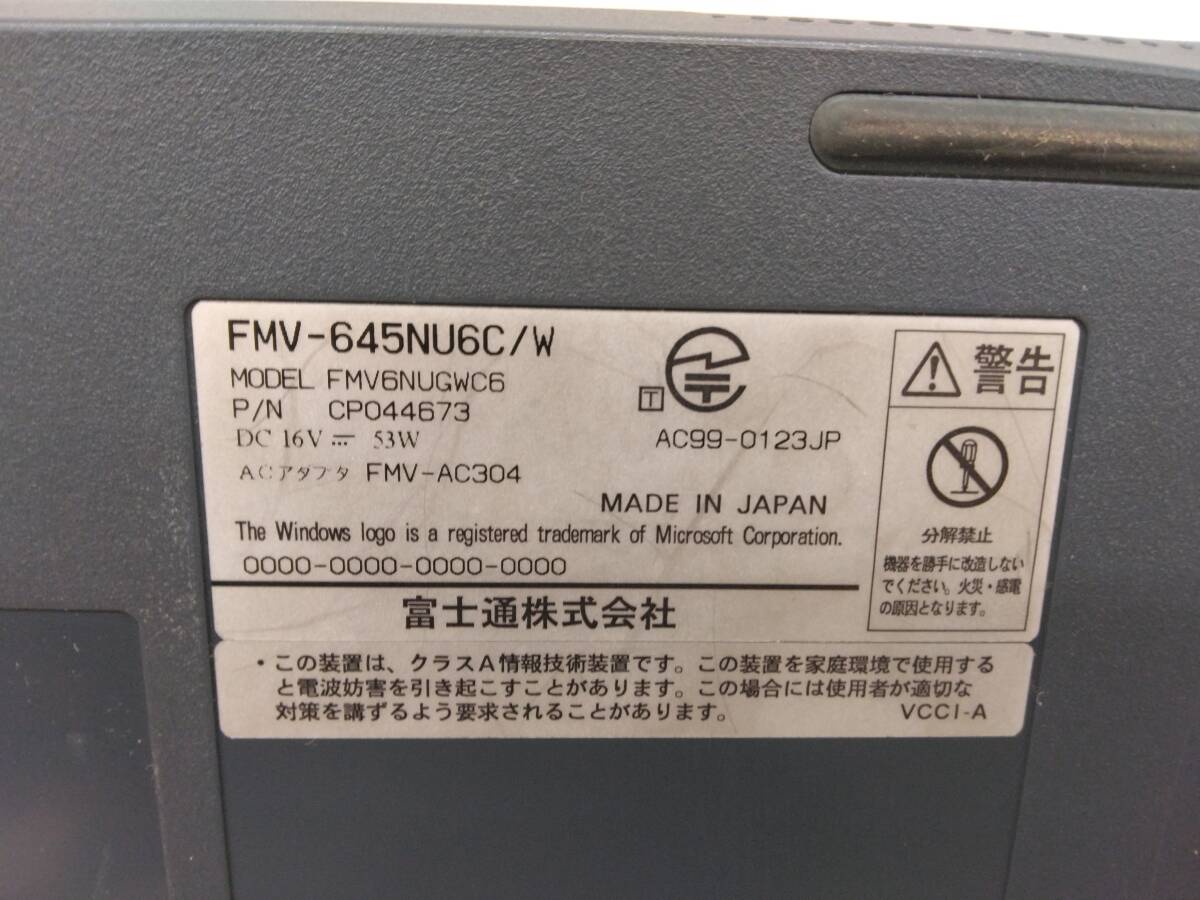 FMV-645NU6C/W
MODEL FMV6NUGWC6
P/N CP044673
DC 16V 53W
ACアダプタ FMV-AC304
T
AC99-0123JP
MADE IN JAPAN
The Windows logo is a registered trademark of Microsoft Corporation.
0000-0000-0000-0000
富士通株式会社
警告
分解禁止
機器を勝手に改造しない
でください。火災・感電
の原因となります。
・この装置は、クラスA情報技術装置です。この装置を家庭環境で使用する
と電波妨害を引き起こすことがあります。この場合には使用者が適切な
対策を講ずるよう要求されることがあります。 VCCI-A